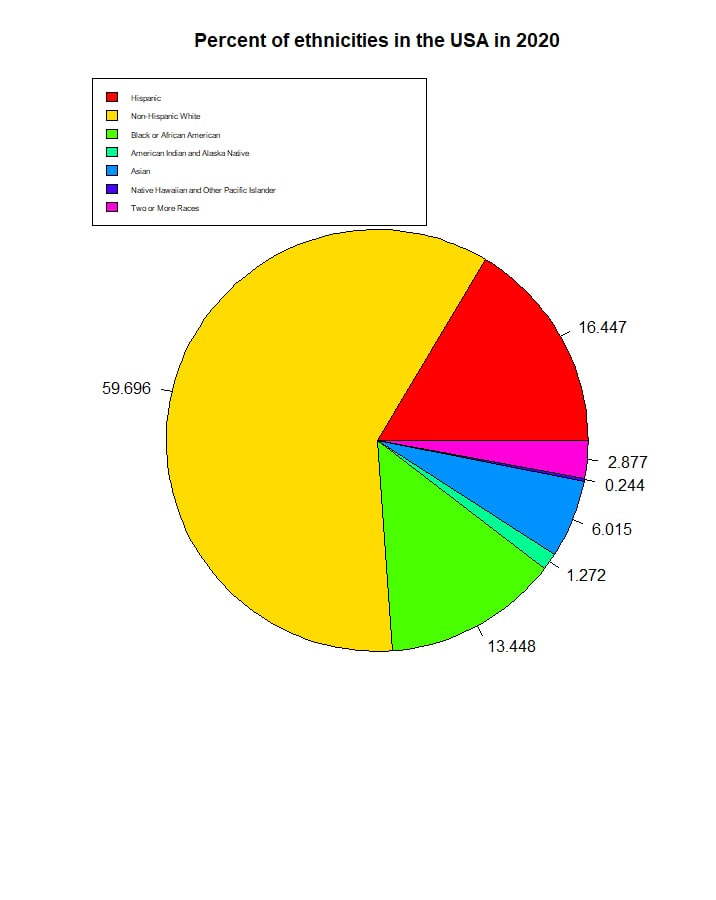 Percent of ethnicities in the USA in 2020
Hispanic
Non-Hispanic White
Black or African American
American Indian and Alaska Native
Asian
Native Hawaiian and Other Pacific Islander
Two or More Races
16.447
59.696
2.877
0.244
6.015
1.272
13.448